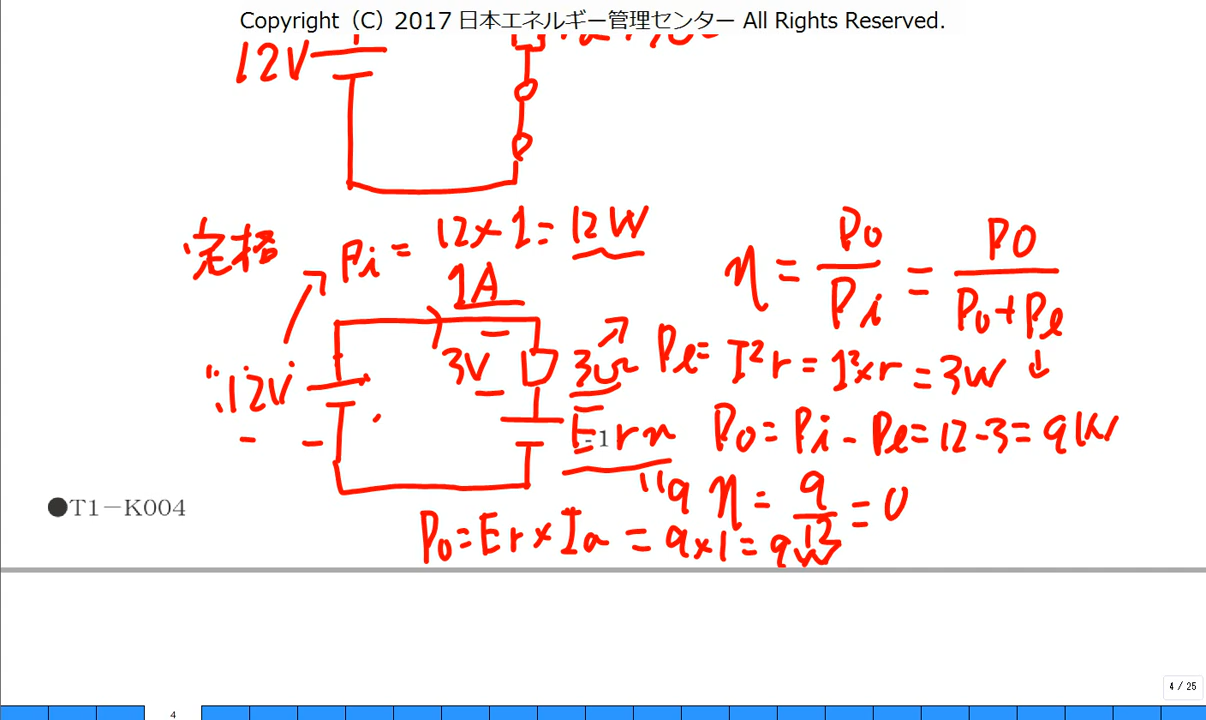 Copyright (C) 2017 日本エネルギー管理センター All Rights Reserved.
12V
定格 Pi = 12×1= 12W
1A
η = Po/Pi = Po/(Po+Pl)
12V 3V 3Ω Pl= I²r = 1²×r = 3W
Ern Po= Pi - Pl= 12-3= 9W
-1
"9 η = 9/12 = 0
●T1－K004
Po= Er×Ia = 9×1= 9W
4 / 25
4